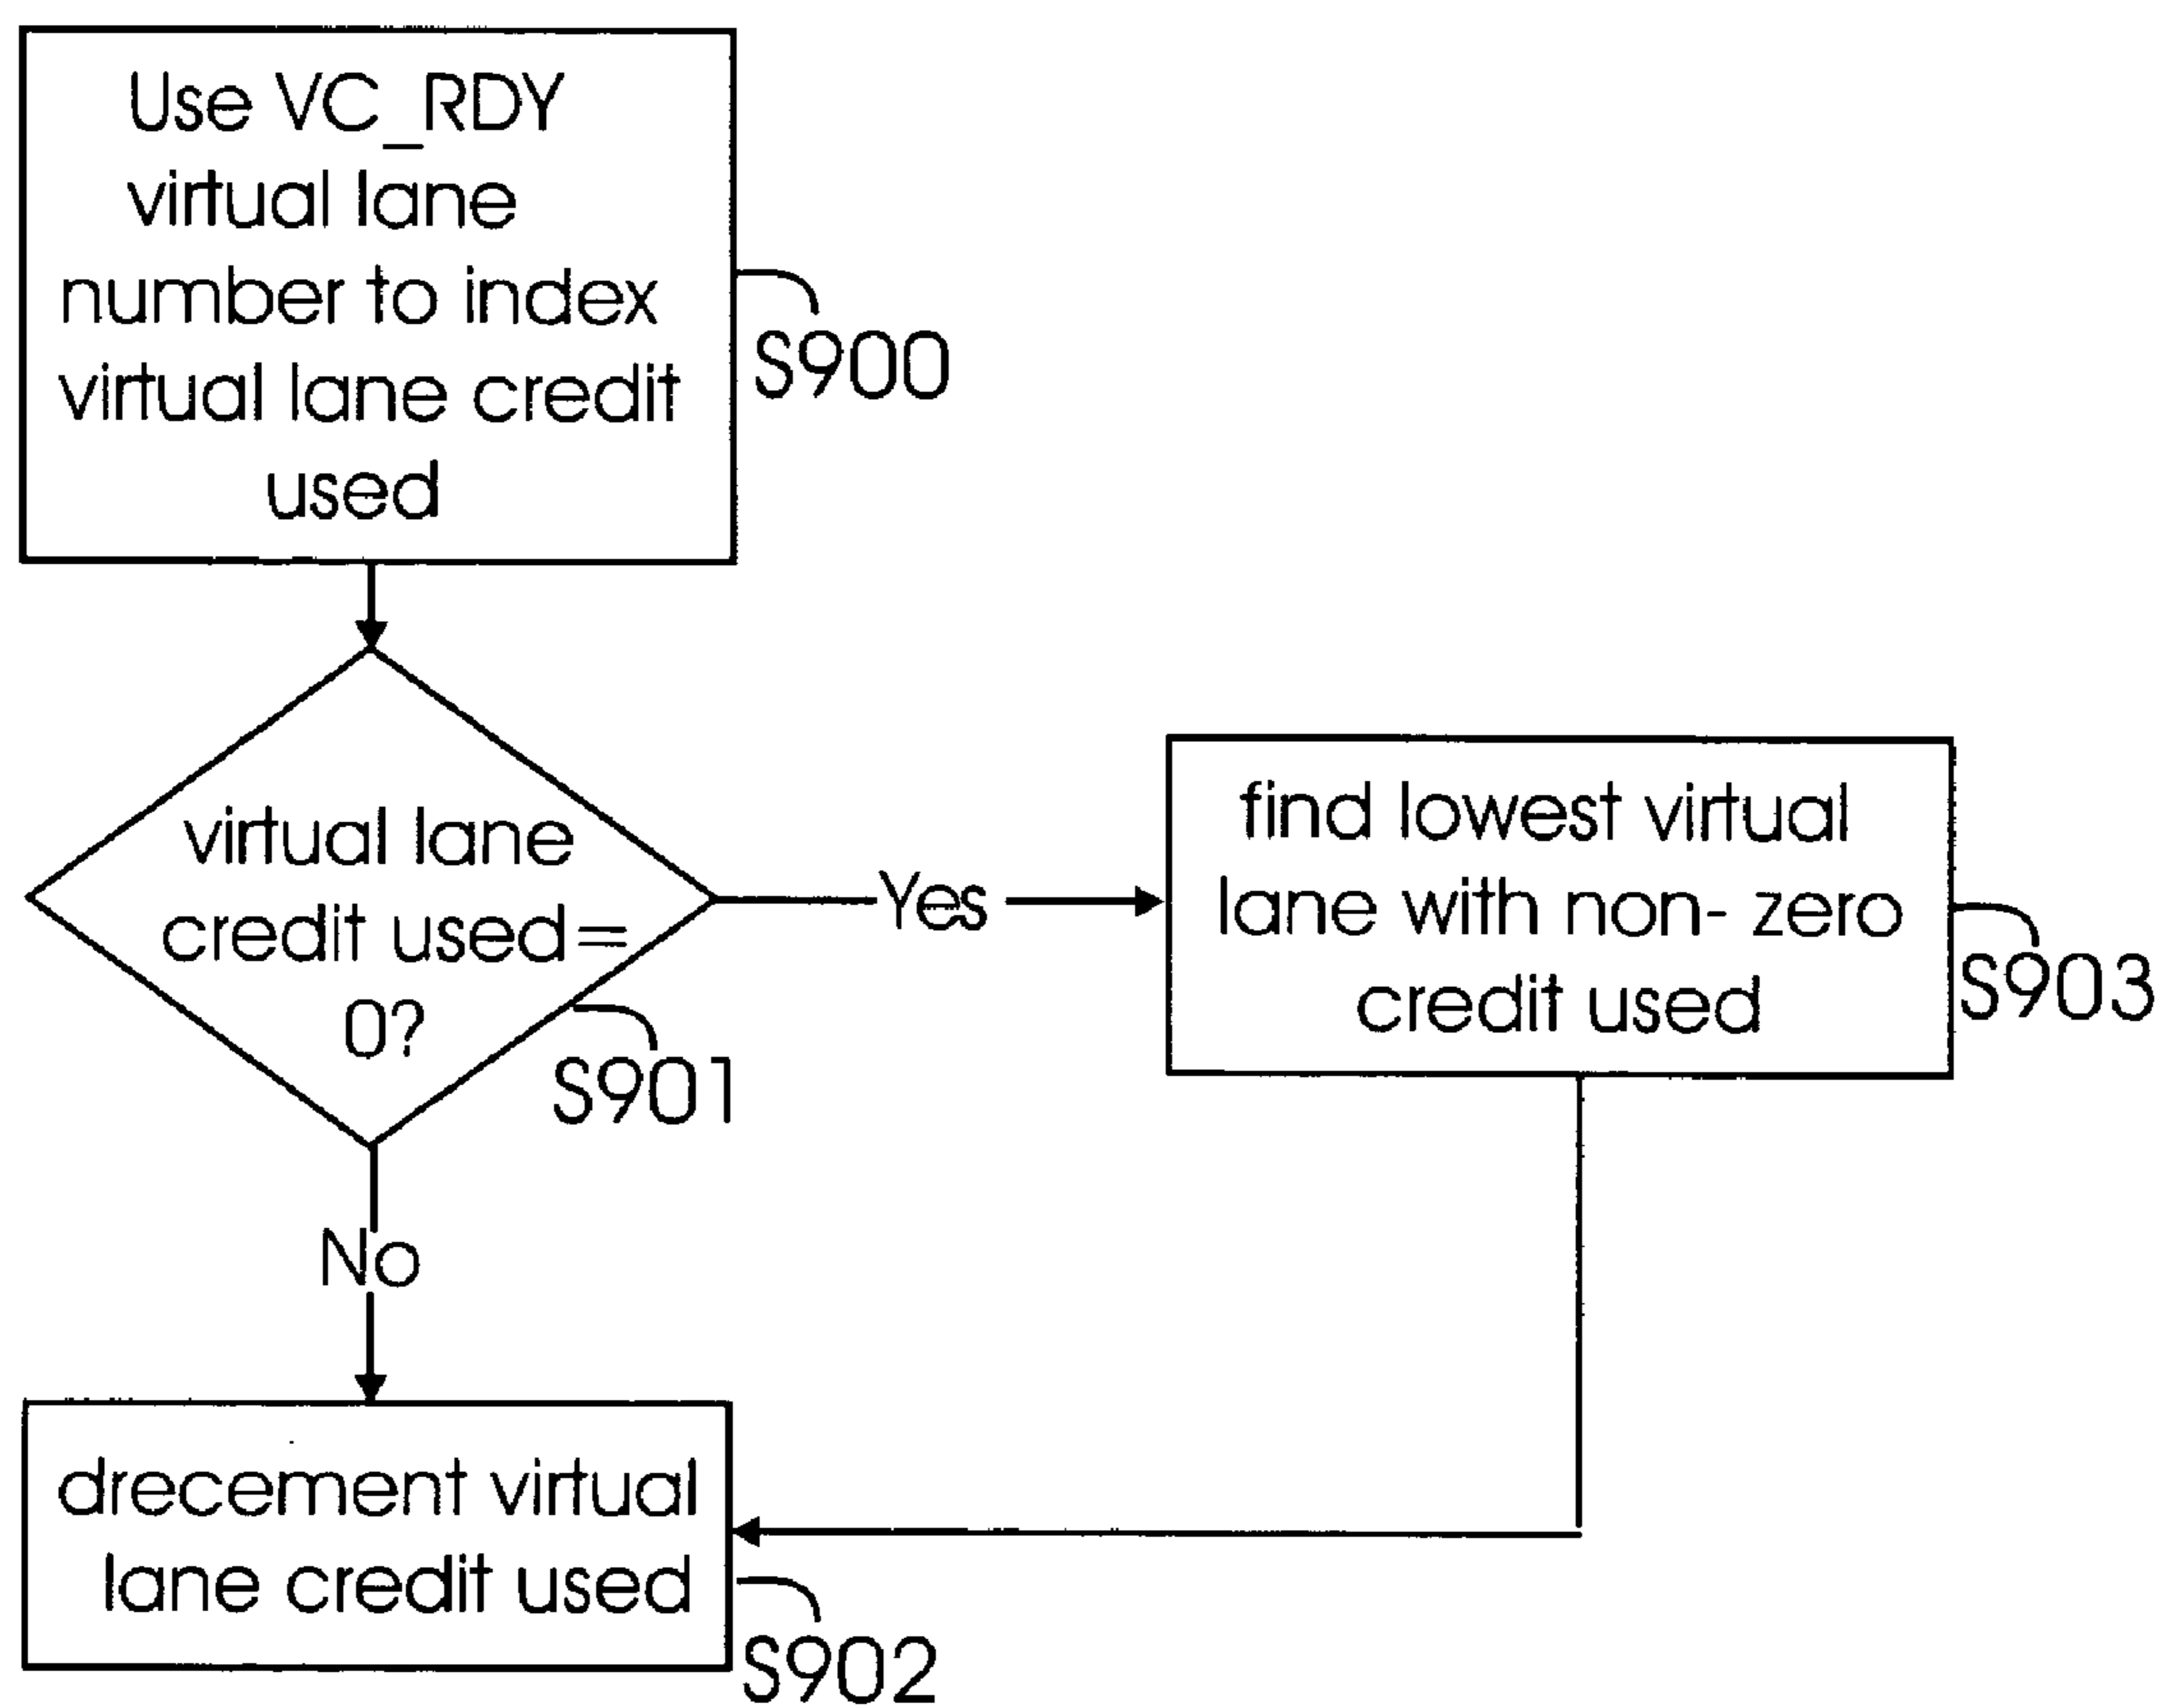 Use VC_RDY
virtual lane
number to index
virtual lane credit
used
S900
virtual lane
credit used=
0?
S901
Yes
find lowest virtual
lane with non- zero
credit used
S903
No
drecement virtual
lane credit used
S902